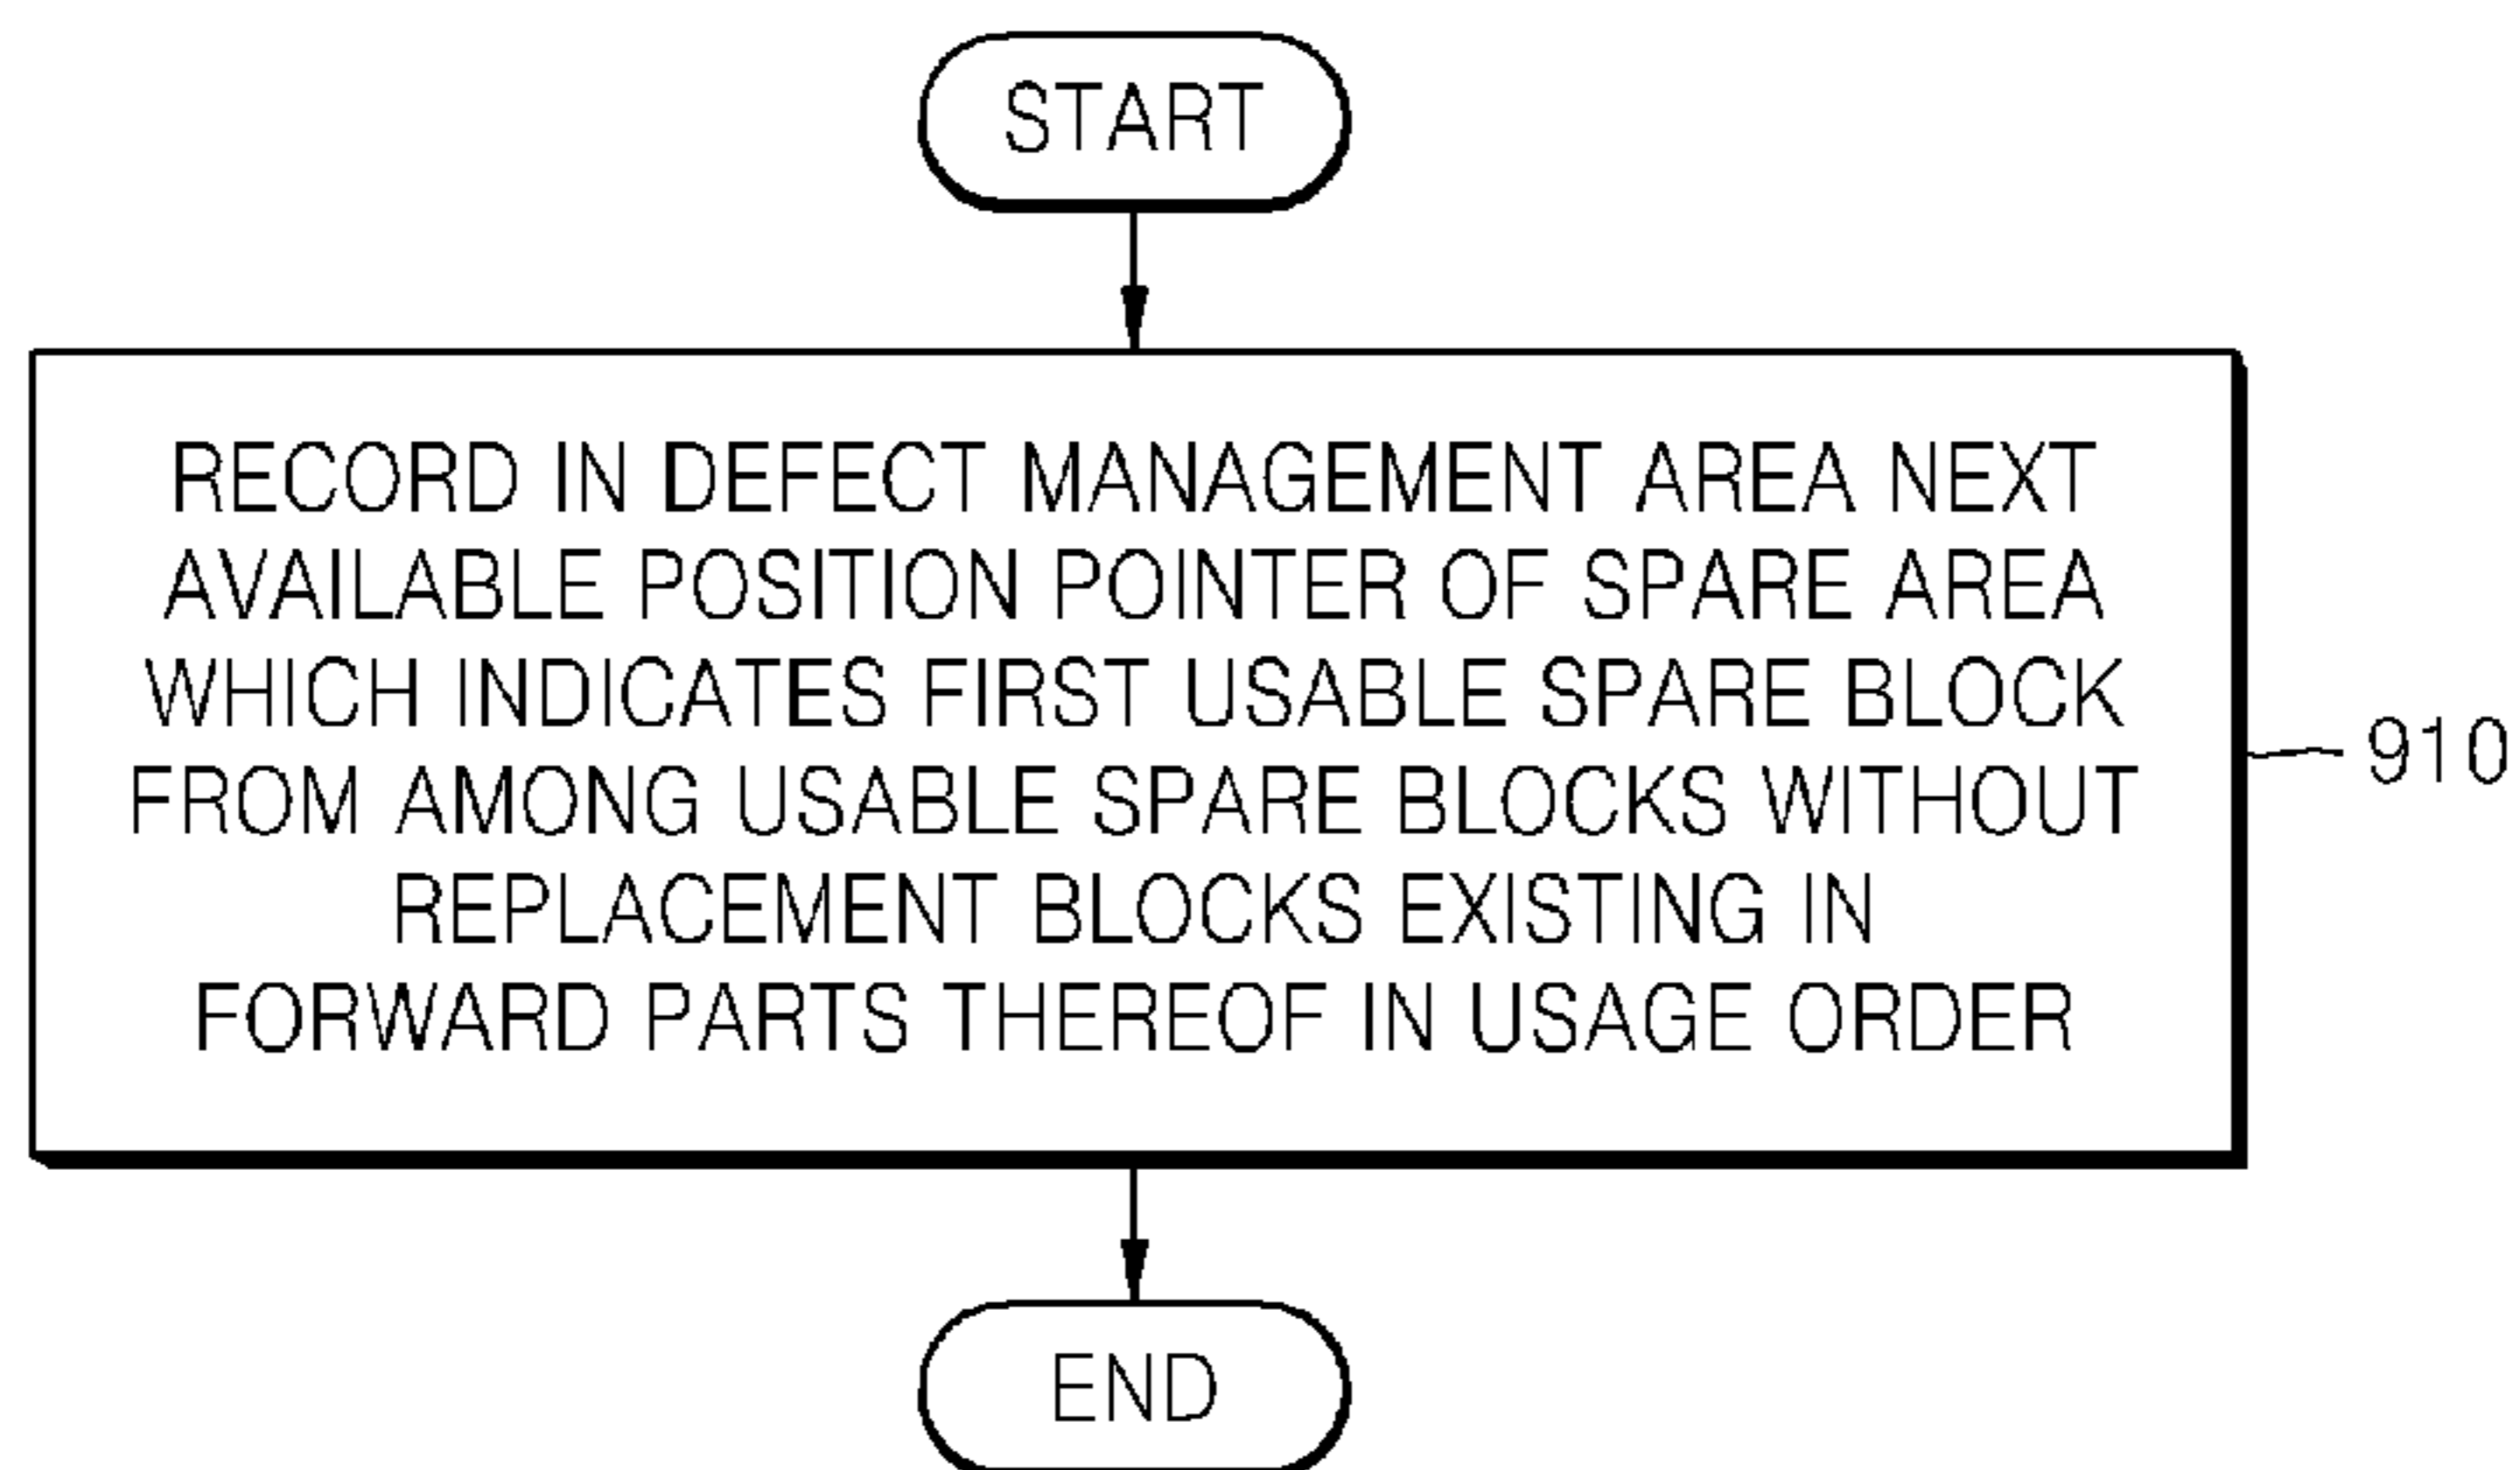 START
RECORD IN DEFECT MANAGEMENT AREA NEXT
AVAILABLE POSITION POINTER OF SPARE AREA
WHICH INDICATES FIRST USABLE SPARE BLOCK
FROM AMONG USABLE SPARE BLOCKS WITHOUT
REPLACEMENT BLOCKS EXISTING IN
FORWARD PARTS THEREOF IN USAGE ORDER
910
END